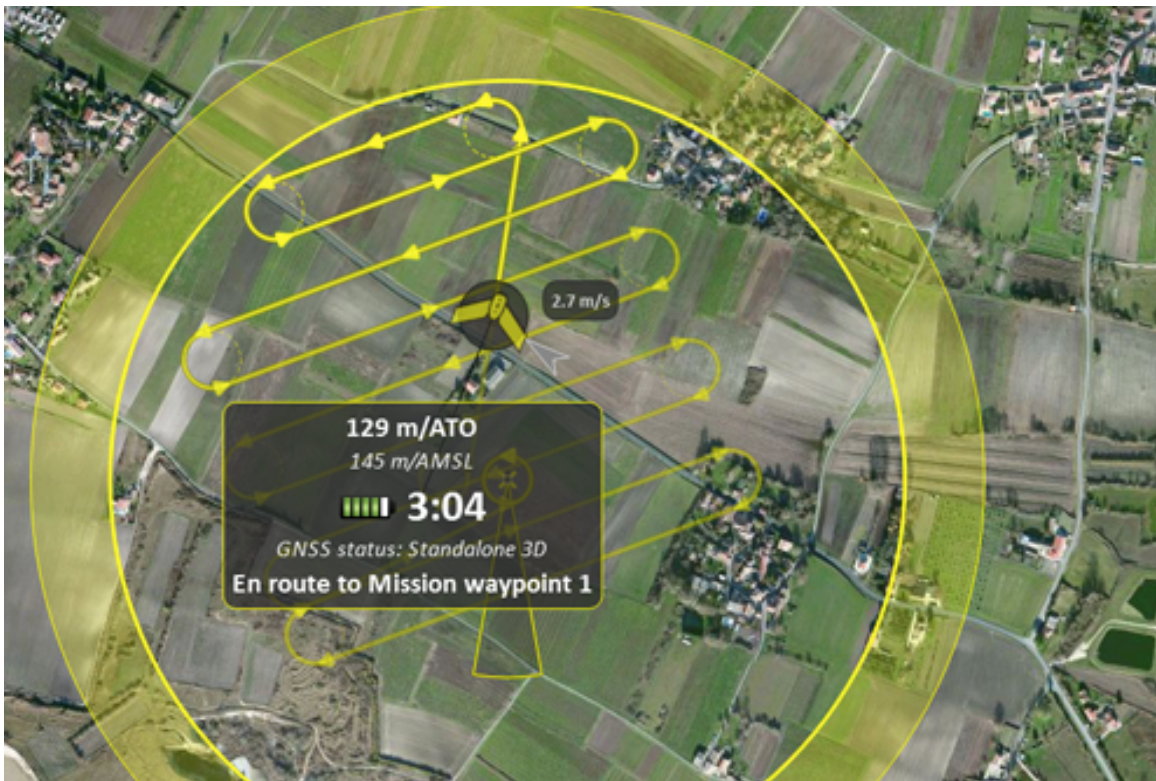 2.7 m/s
129 m/ATO
145 m/AMSL
3:04
GNSS status: Standalone 3D
En route to Mission waypoint 1